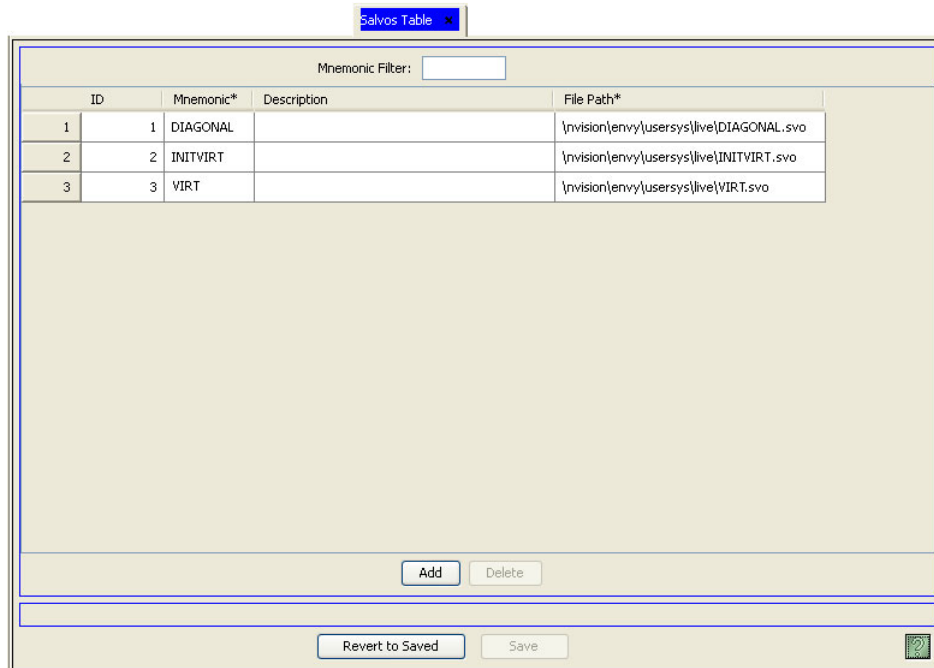 Salvos Table ×
Mnemonic Filter:
ID Mnemonic* Description File Path*
1 1 DIAGONAL \nvision\envy\usersys\live\DIAGONAL.svo
2 2 INITVIRT \nvision\envy\usersys\live\INITVIRT.svo
3 3 VIRT \nvision\envy\usersys\live\VIRT.svo
Add Delete
Revert to Saved Save ?